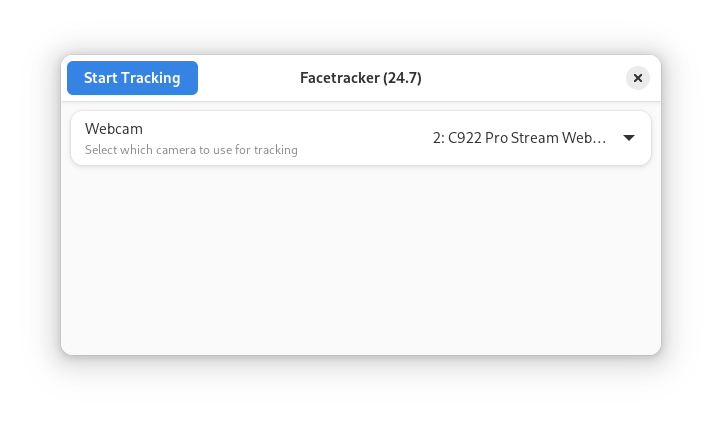 Start Tracking
Facetracker (24.7)
Webcam
Select which camera to use for tracking
2: C922 Pro Stream Web…